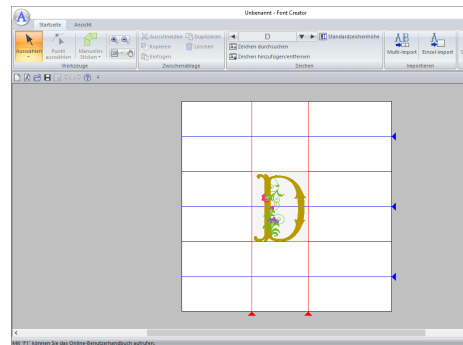 Unbenannt - Font Creator
Startseite Ansicht
Auswählen
Punkt auswählen
Manuelles Sticken
Werkzeuge
Ausschneiden Duplizieren
Kopieren Löschen
Einfügen
Zwischenablage
D Standardzeichenhöhe
Zeichen durchsuchen
Zeichen hinzufügen/entfernen
Zeichen
Multi-Import Einzel-Import
Importieren
D
Mit 'F1' können Sie das Online-Benutzerhandbuch aufrufen.